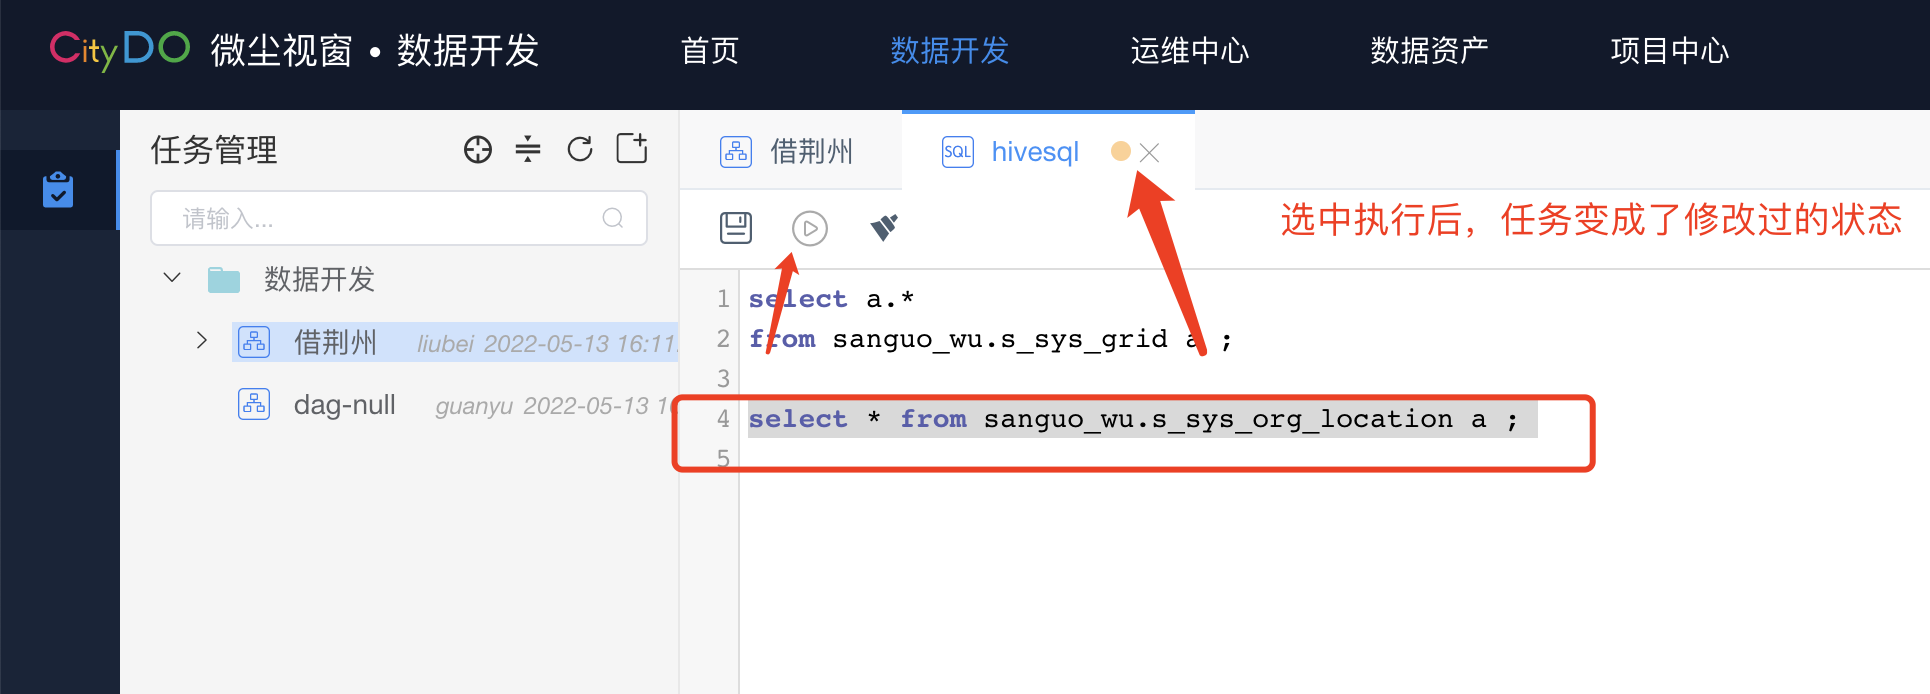 CityDO 微尘视窗 • 数据开发 首页 数据开发 运维中心 数据资产 项目中心
任务管理
请输入...
数据开发
借荆州 liubei 2022-05-13 16:11:
dag-null guanyu 2022-05-13 1
借荆州 SQL hivesql
选中执行后，任务变成了修改过的状态
1 select a.*
2 from sanguo_wu.s_sys_grid a ;
3
4 select * from sanguo_wu.s_sys_org_location a ;
5